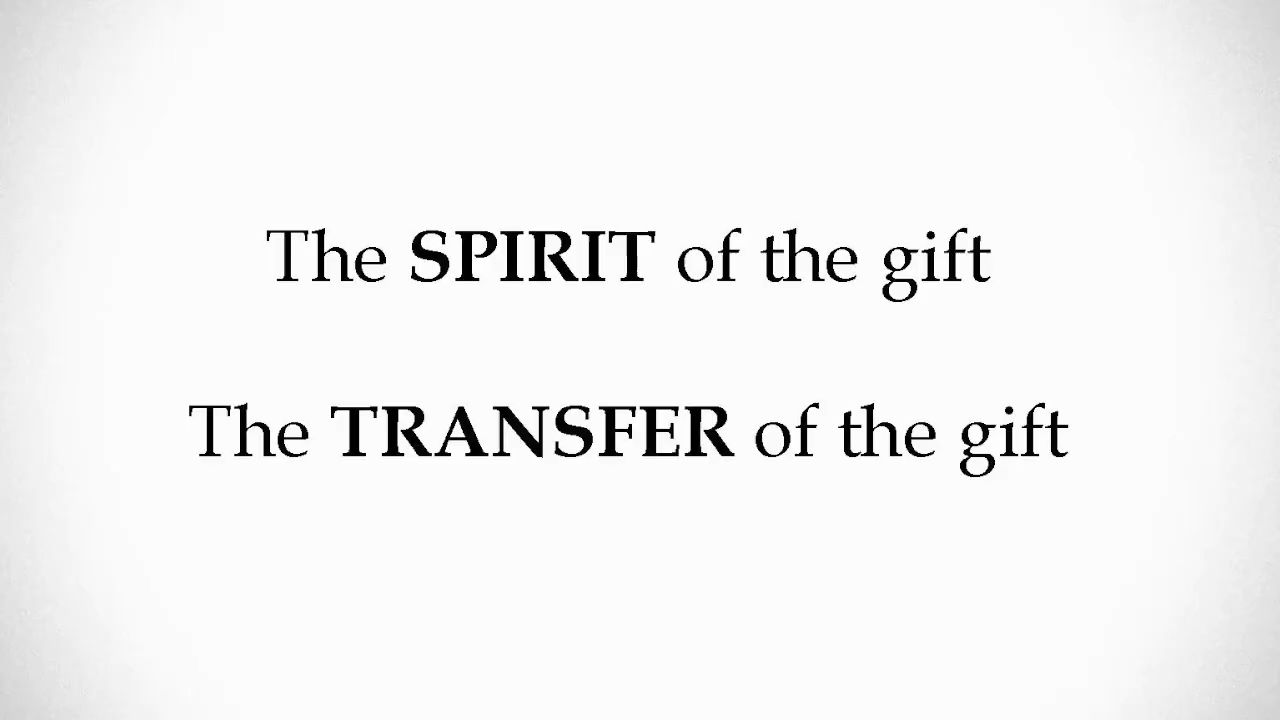 The SPIRIT of the gift
The TRANSFER of the gift